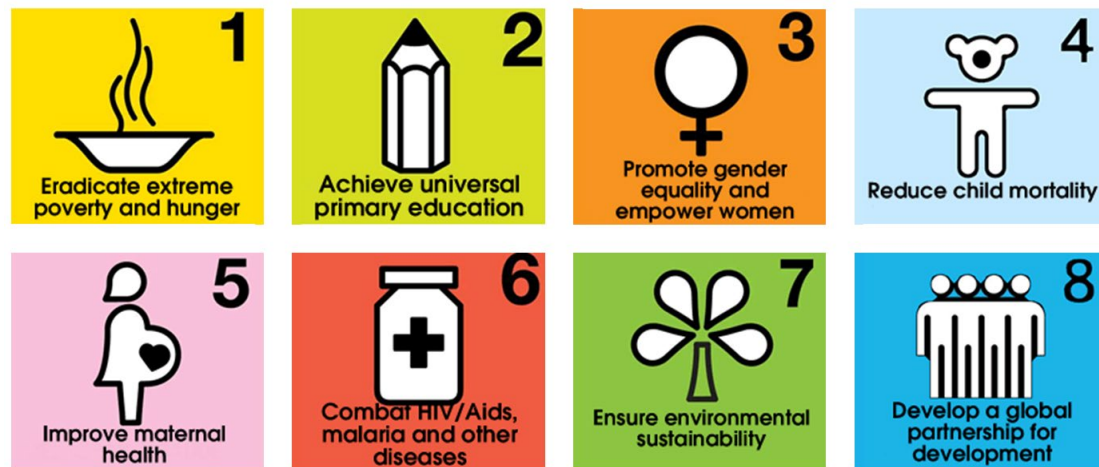 1
Eradicate extreme
poverty and hunger
2
Achieve universal
primary education
3
Promote gender
equality and
empower women
4
Reduce child mortality
5
Improve maternal
health
6
Combat HIV/Aids,
malaria and other
diseases
7
Ensure environmental
sustainability
8
Develop a global
partnership for
development